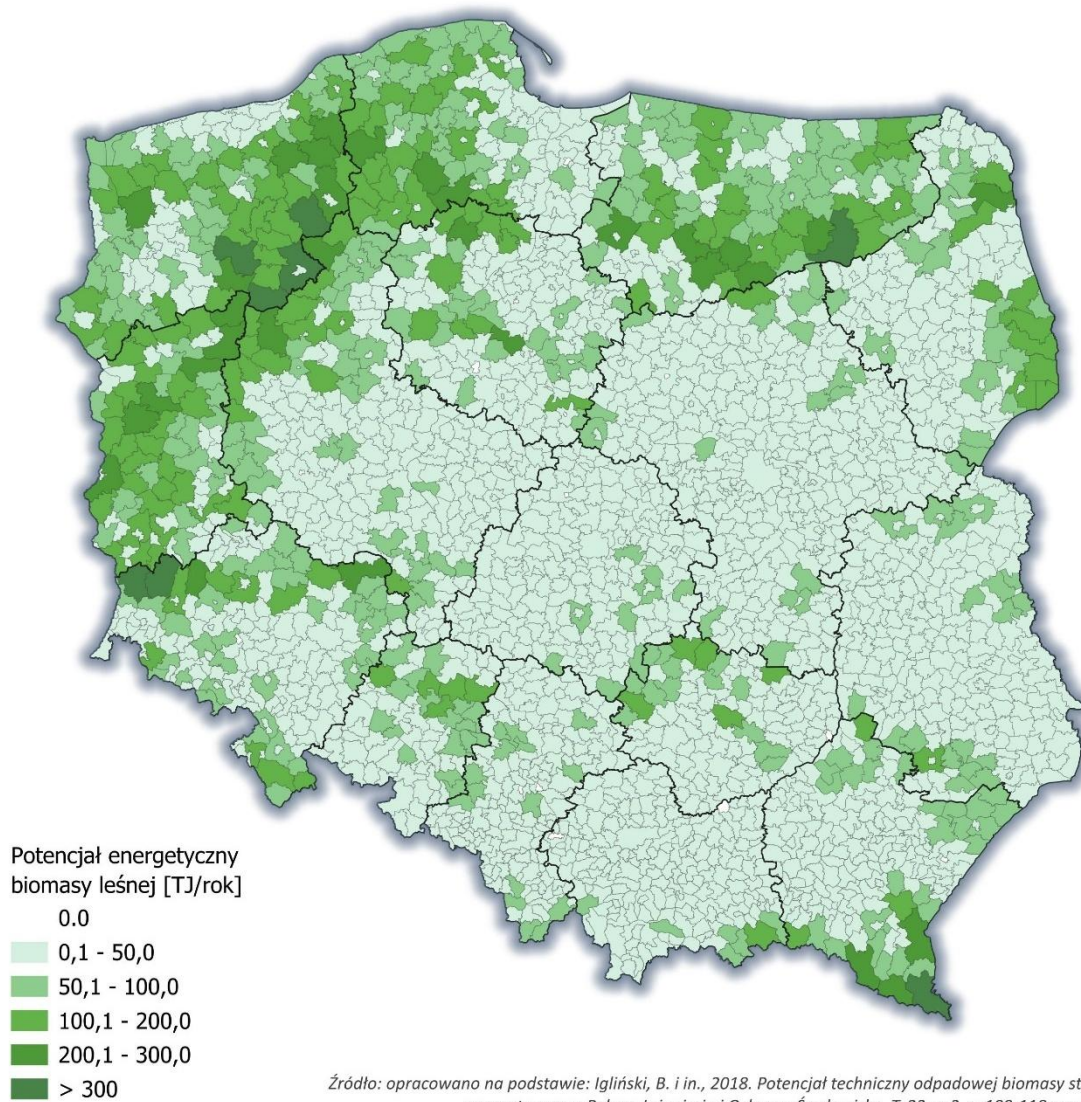 Potencjał energetyczny
biomasy leśnej [TJ/rok]
0.0
0,1 - 50,0
50,1 - 100,0
100,1 - 200,0
200,1 - 300,0
> 300
Źródło: opracowano na podstawie: Igliński, B. i in., 2018. Potencjał techniczny odpadowej biomasy